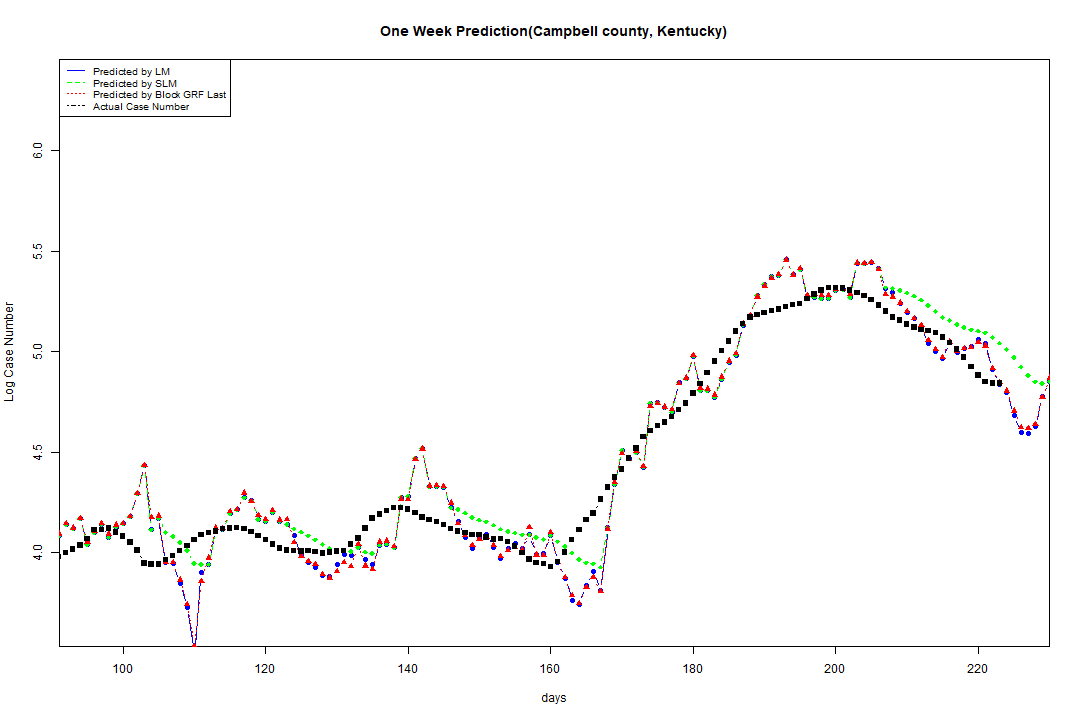 One Week Prediction(Campbell county, Kentucky)
Predicted by LM
Predicted by SLM
Predicted by Block GRF Last
Actual Case Number
6.0
5.5
5.0
4.5
4.0
Log Case Number
100 120 140 160 180 200 220
days